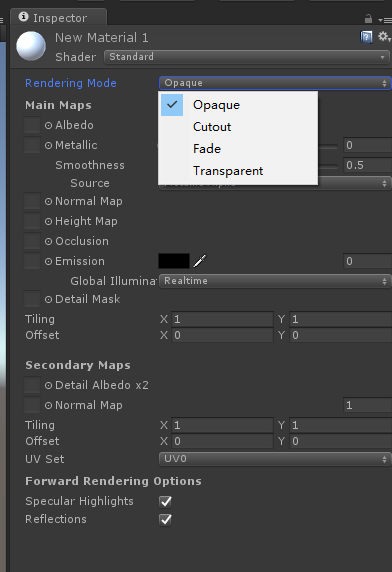 Inspector
New Material 1
Shader Standard
Rendering Mode Opaque
Opaque
Cutout
Fade
Transparent
Main Maps
Albedo
Metallic 0
Smoothness 0.5
Source
Normal Map
Height Map
Occlusion
Emission 0
Global Illuminat Realtime
Detail Mask
Tiling X 1 Y 1
Offset X 0 Y 0
Secondary Maps
Detail Albedo x2
Normal Map 1
Tiling X 1 Y 1
Offset X 0 Y 0
UV Set UV0
Forward Rendering Options
Specular Highlights
Reflections